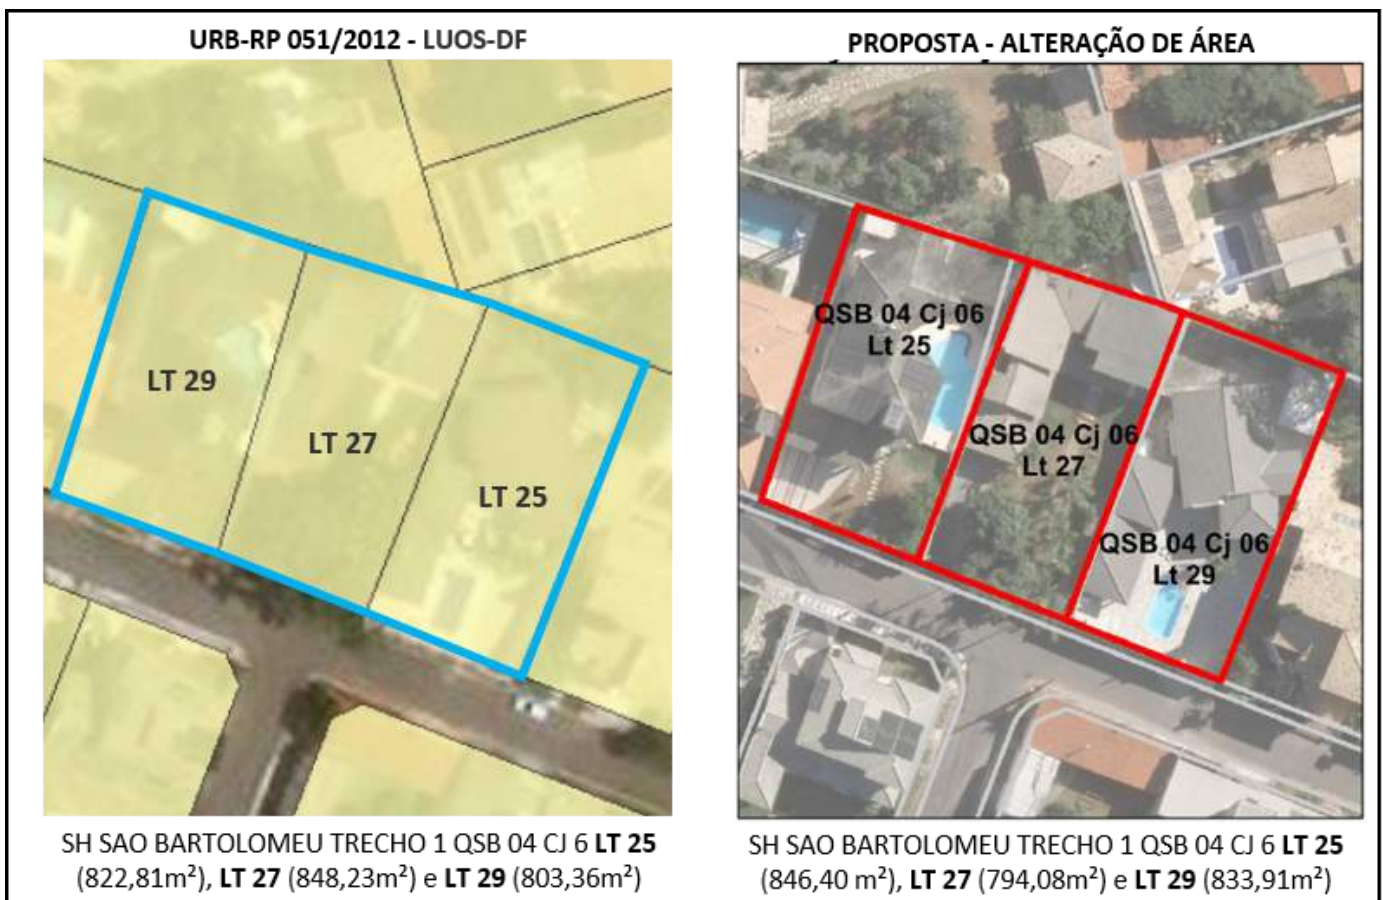 URB-RP 051/2012 - LUOS-DF
LT 29
LT 27
LT 25
SH SAO BARTOLOMEU TRECHO 1 QSB 04 CJ 6 LT 25
(822,81m²), LT 27 (848,23m²) e LT 29 (803,36m²)
PROPOSTA - ALTERAÇÃO DE ÁREA
QSB 04 Cj 06
Lt 25
QSB 04 Cj 06
Lt 27
QSB 04 Cj 06
Lt 29
SH SAO BARTOLOMEU TRECHO 1 QSB 04 CJ 6 LT 25
(846,40 m²), LT 27 (794,08m²) e LT 29 (833,91m²)